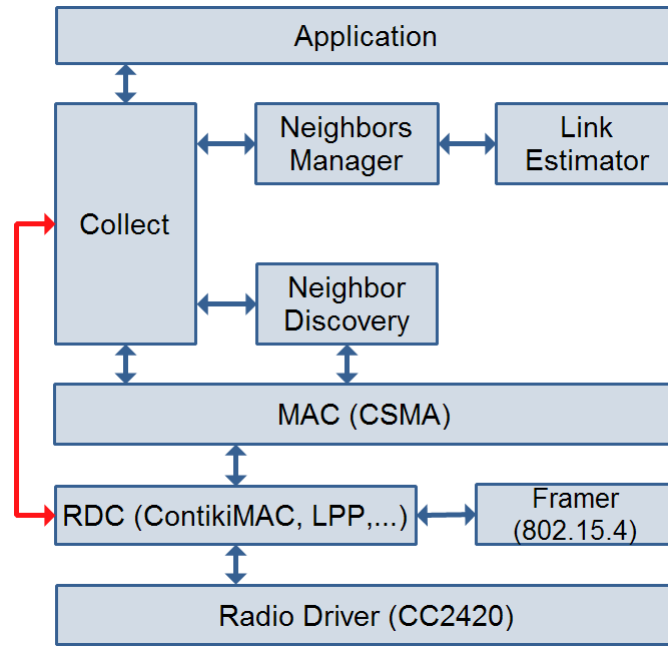 Application
Neighbors
Manager
Link
Estimator
Collect
Neighbor
Discovery
MAC (CSMA)
RDC (ContikiMAC, LPP,...)
Framer
(802.15.4)
Radio Driver (CC2420)